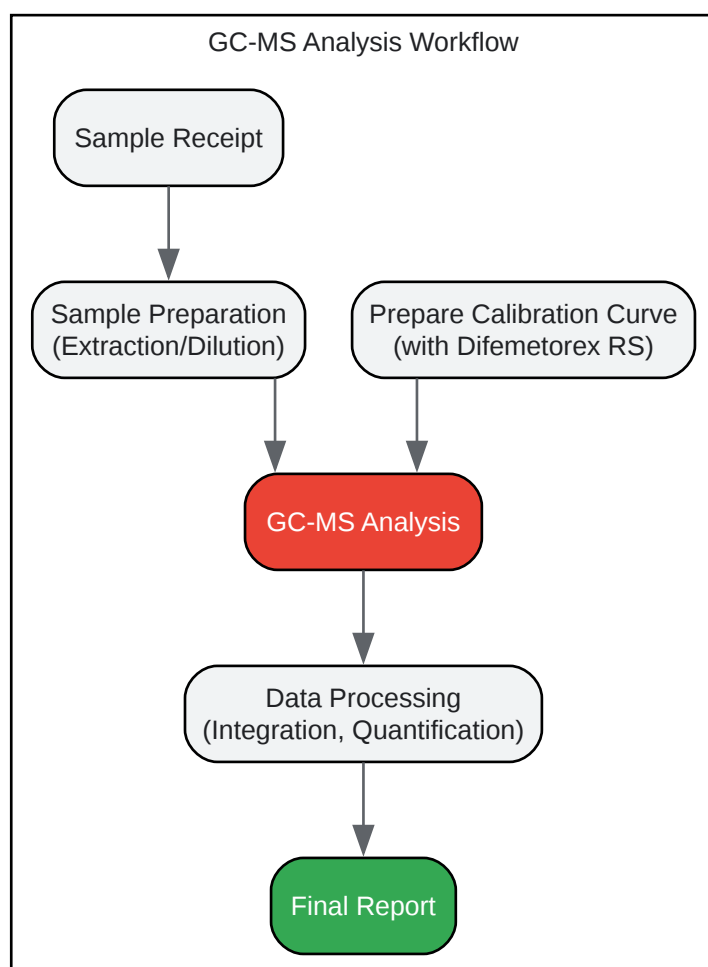 GC-MS Analysis Workflow
Sample Receipt
Sample Preparation
(Extraction/Dilution)
Prepare Calibration Curve
(with Difemetorex RS)
GC-MS Analysis
Data Processing
(Integration, Quantification)
Final Report